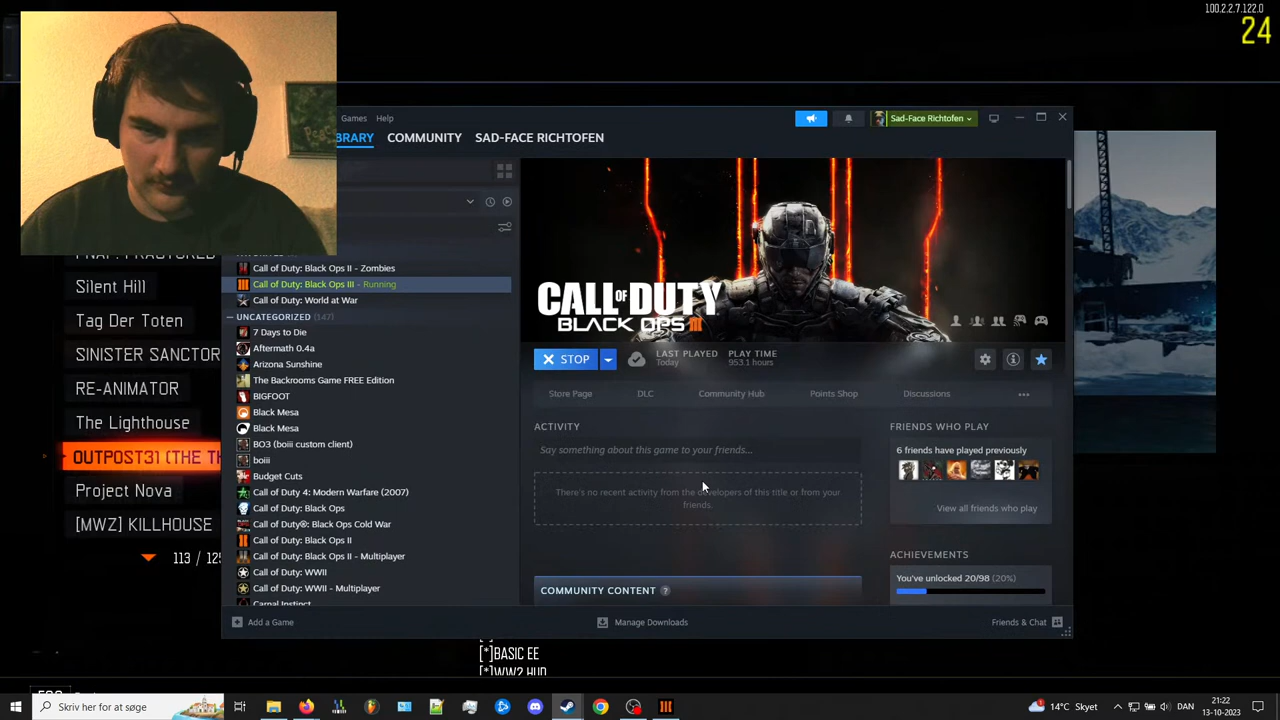 100.2.2.7.122.0
24
Games Help
Sad-Face Richtofen
COMMUNITY SAD-FACE RICHTOFEN
Silent Hill
Tag Der Toten
RE-ANIMATOR
The Lighthouse
OUTPOST31 (THE
Project Nova
[MWZ] KILLHOUSE
113 / 125
Call of Duty: Black Ops II - Zombies
Call of Duty: Black Ops III - Running
Call of Duty: World at War
UNCATEGORIZED (147)
7 Days to Die
Aftermath 0.4a
Arizona Sunshine
The Backrooms Game FREE Edition
BIGFOOT
Black Mesa
Black Mesa
BO3 (boiii custom client)
boiii
Budget Cuts
Call of Duty 4: Modern Warfare (2007)
Call of Duty: Black Ops
Call of Duty®: Black Ops Cold War
Call of Duty: Black Ops II
Call of Duty: Black Ops II - Multiplayer
Call of Duty: WWII
Call of Duty: WWII - Multiplayer
Carnal Instinct
CALL OF DUTY
BLACK OPS III
STOP
LAST PLAYED
Today
PLAY TIME
953.1 hours
Store Page DLC Community Hub Points Shop Discussions
ACTIVITY
Say something about this game to your friends...
There's no recent activity from the developers of this title or from your
friends.
COMMUNITY CONTENT ?
FRIENDS WHO PLAY
6 friends have played previously
View all friends who play
ACHIEVEMENTS
You've unlocked 20/98 (20%)
Add a Game
Manage Downloads
Friends & Chat
[*]BASIC EE
[*]WW2 HUD
Skriv her for at søge
14°C Skyet
DAN
21:22
13-10-2023